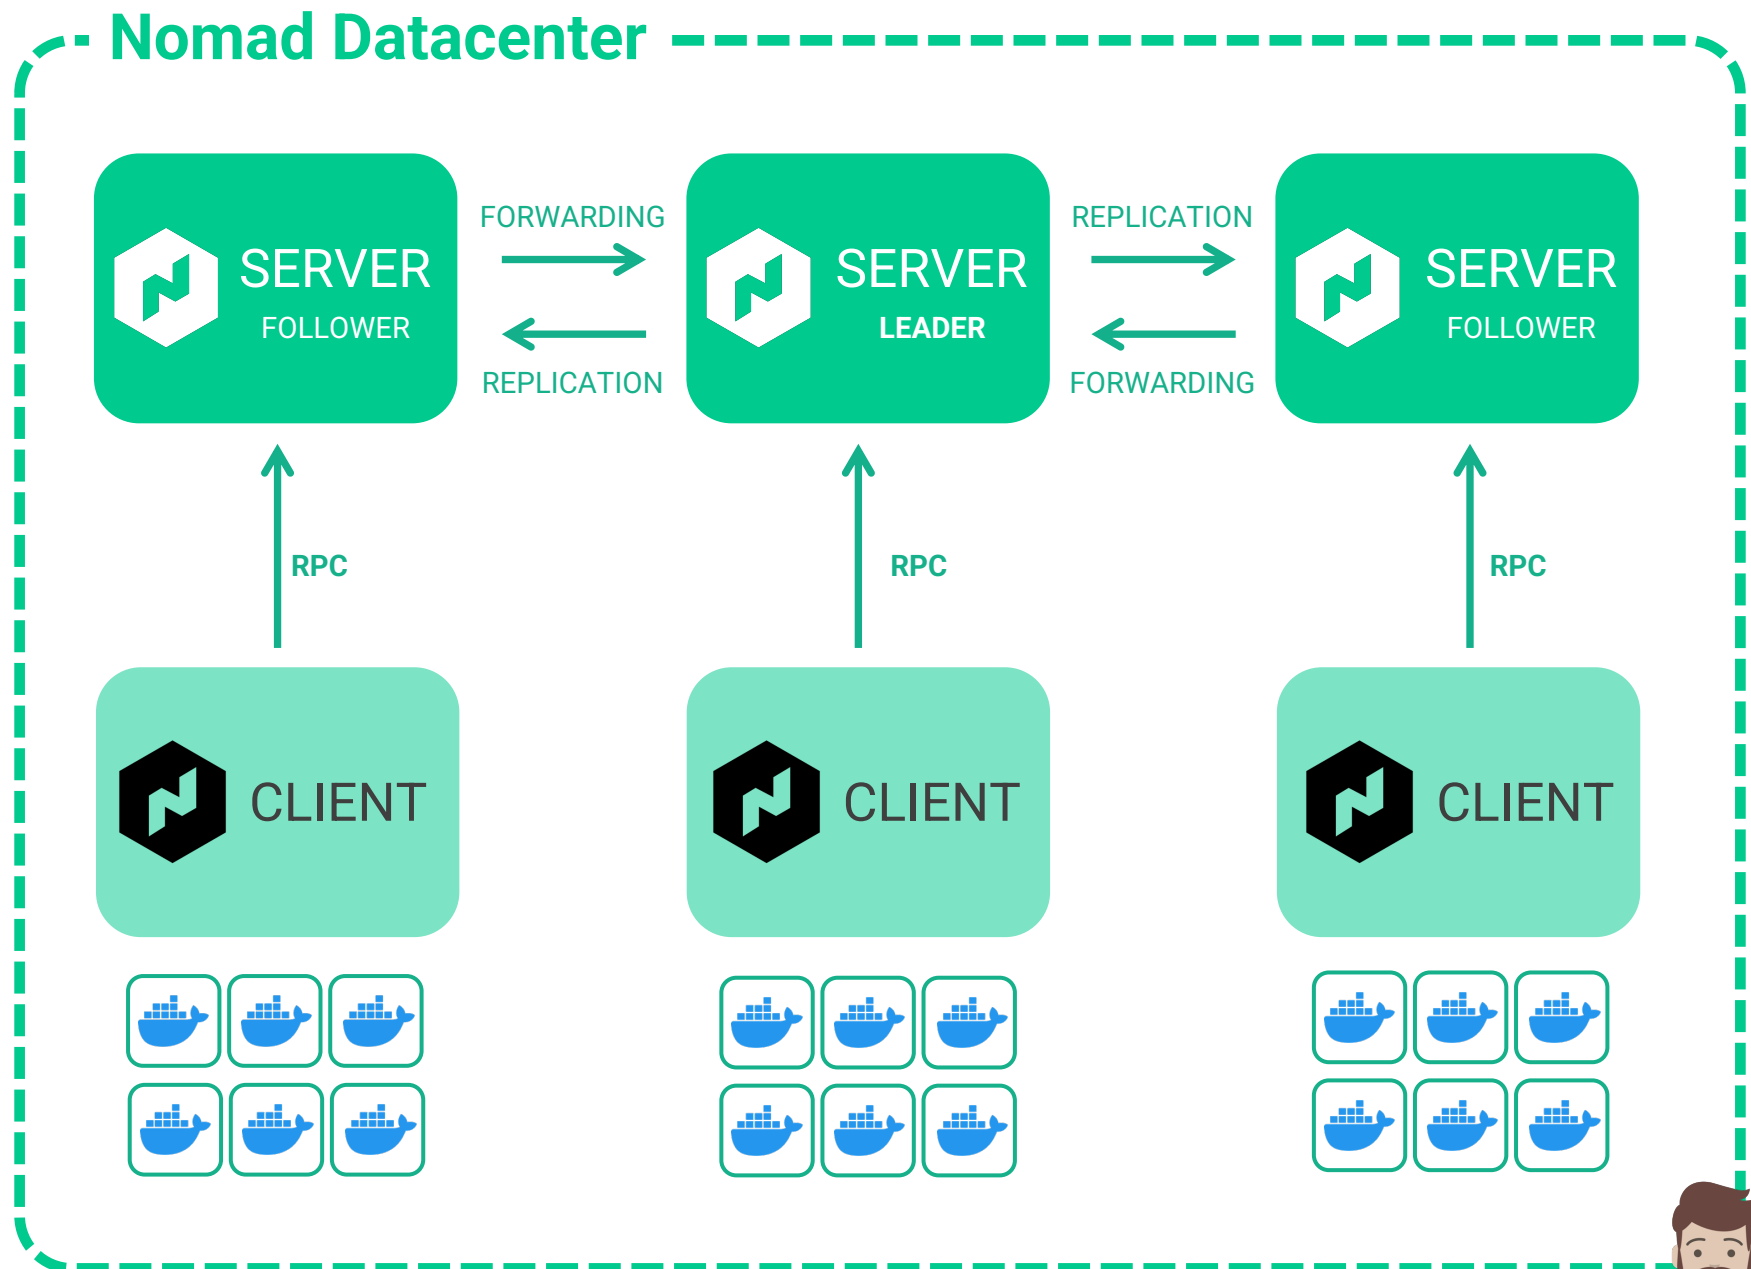 Nomad Datacenter
FORWARDING
REPLICATION
SERVER
FOLLOWER
SERVER
LEADER
SERVER
FOLLOWER
REPLICATION
FORWARDING
RPC
RPC
RPC
CLIENT
CLIENT
CLIENT